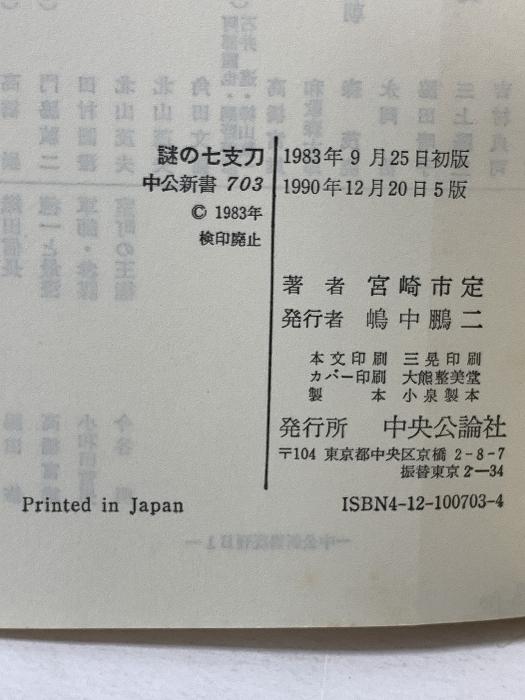 謎の七支刀
中公新書 703
© 1983年
検印廃止
1983年9月25日初版
1990年12月20日5版
著者 宮崎市定
発行者 嶋中鵬二
本文印刷 三晃印刷
カバー印刷 大熊整美堂
製本 小泉製本
発行所 中央公論社
〒104 東京都中央区京橋 2-8-7
振替東京2-34
Printed in Japan
ISBN4-12-100703-4